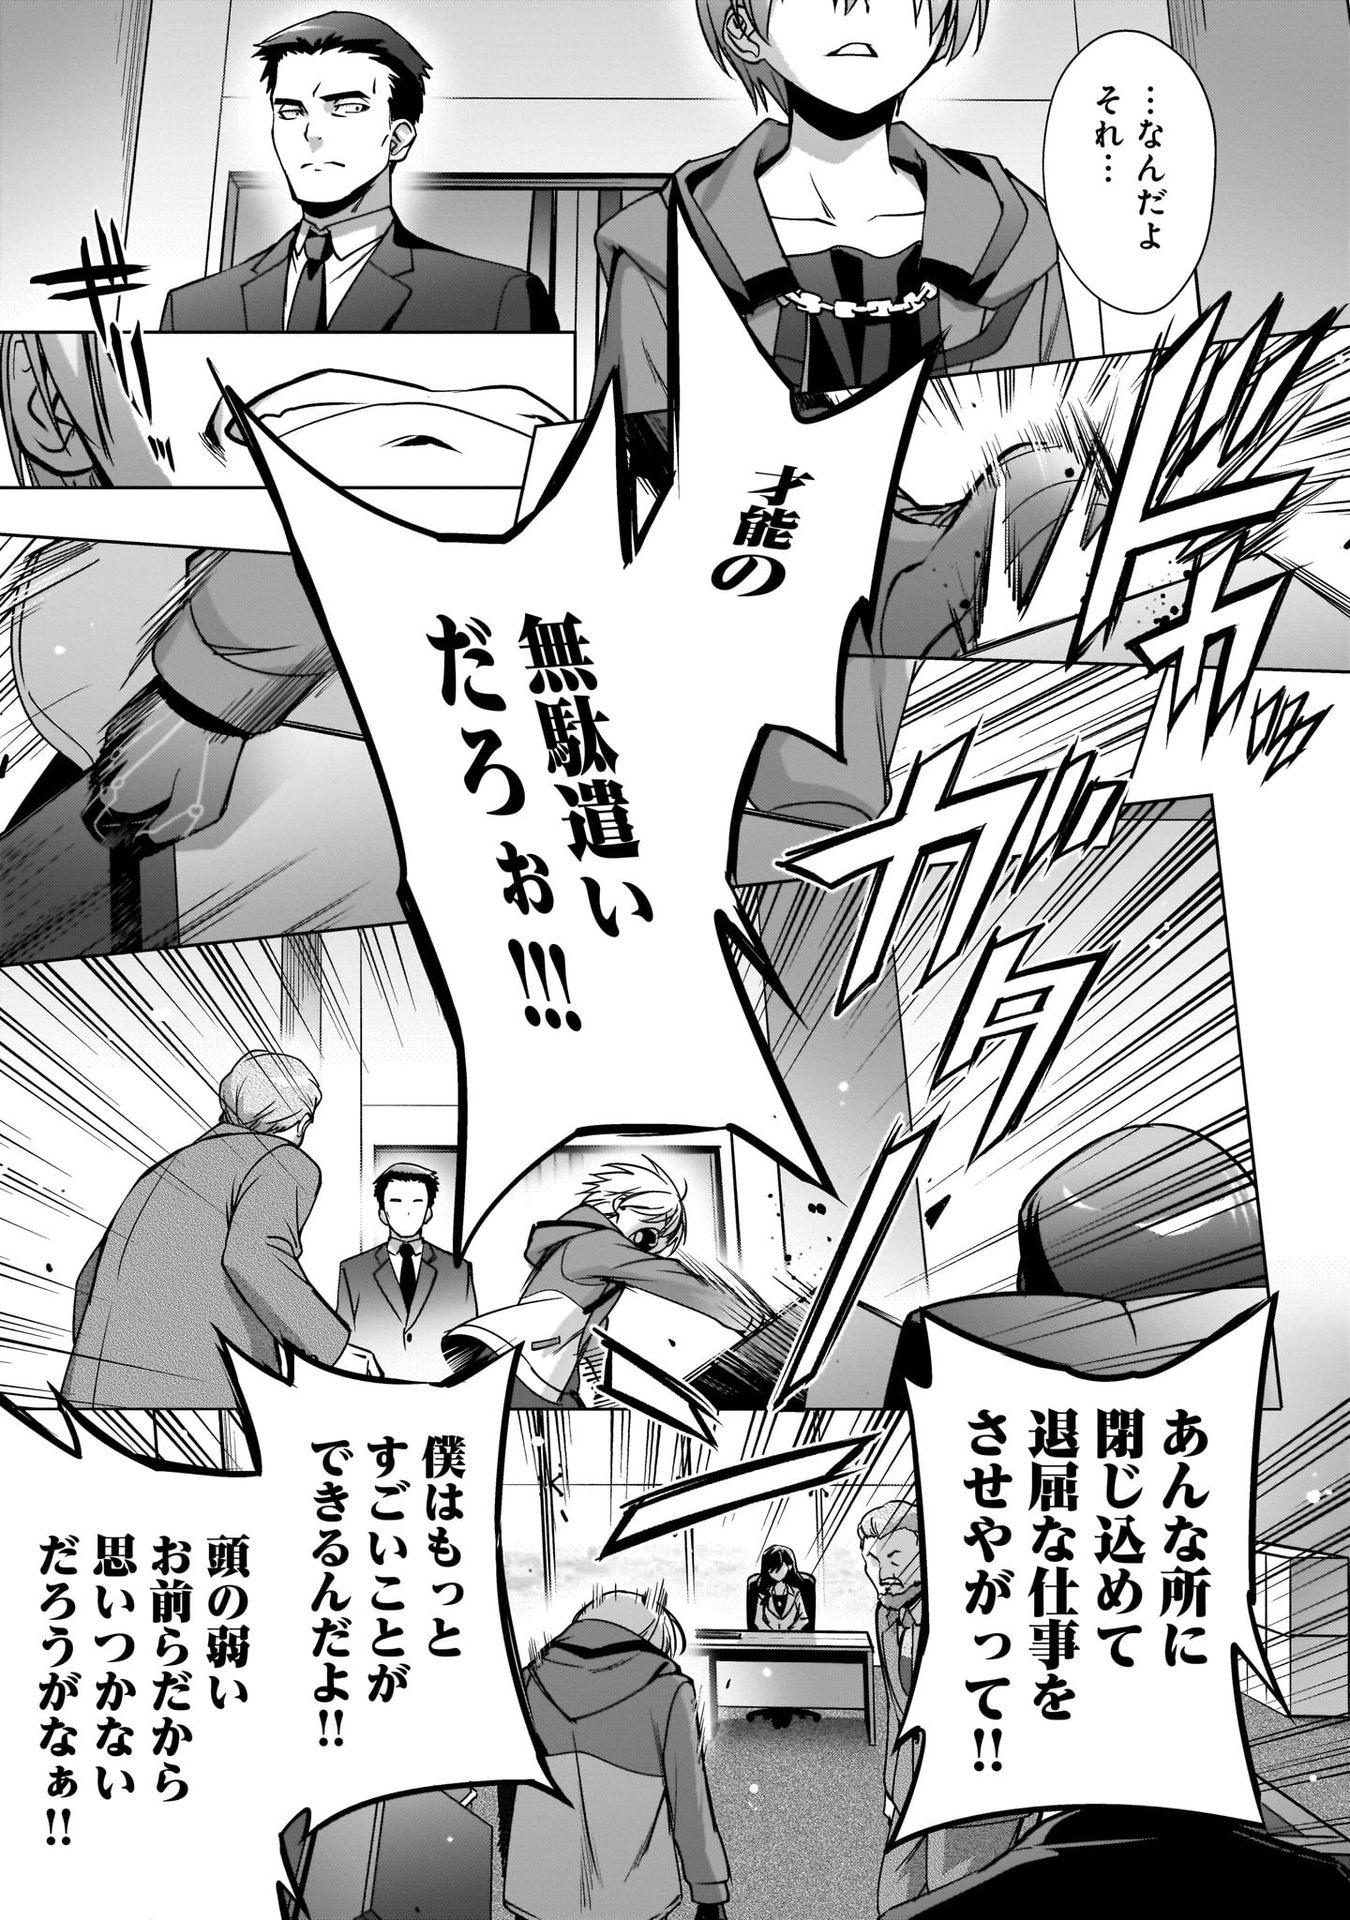 …なんだよ
それ…
ドガガガッ
才能の
無駄遣い
だろぉ!!!
ガタッ
あんな所に
閉じ込めて
退屈な仕事を
させやがって!!
僕はもっと
すごいことが
できるんだよ!!
頭の弱い
お前らだから
思いつかない
だろうがなぁ!!